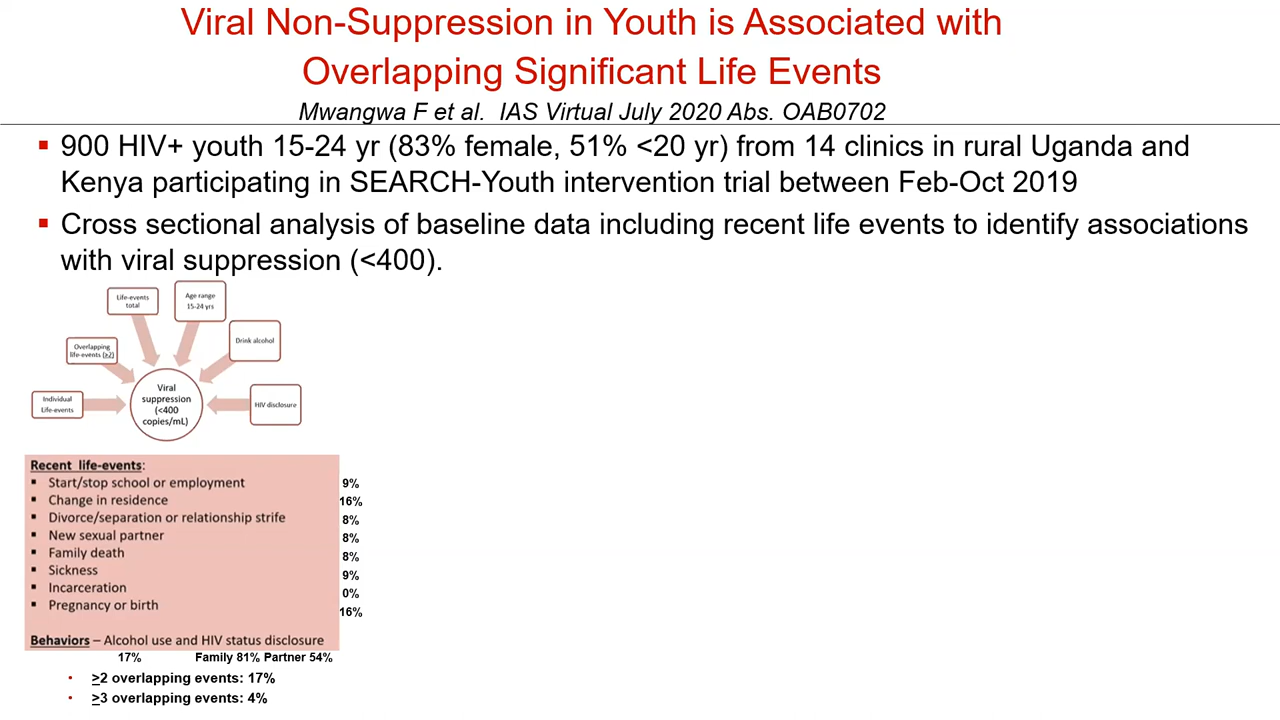 Viral Non-Suppression in Youth is Associated with
Overlapping Significant Life Events
Mwangwa F et al. IAS Virtual July 2020 Abs. OAB0702
▪ 900 HIV+ youth 15-24 yr (83% female, 51% <20 yr) from 14 clinics in rural Uganda and
Kenya participating in SEARCH-Youth intervention trial between Feb-Oct 2019
▪ Cross sectional analysis of baseline data including recent life events to identify associations
with viral suppression (<400).
Life-events
total
Age range
15-24 yrs
Overlapping
life-events (≥2)
Drink alcohol
Individual
Life-events
Viral
suppression
(<400
copies/mL)
HIV disclosure
Recent life-events:
▪ Start/stop school or employment 9%
▪ Change in residence 16%
▪ Divorce/separation or relationship strife 8%
▪ New sexual partner 8%
▪ Family death 8%
▪ Sickness 9%
▪ Incarceration 0%
▪ Pregnancy or birth 16%
Behaviors – Alcohol use and HIV status disclosure
17% Family 81% Partner 54%
• ≥2 overlapping events: 17%
• ≥3 overlapping events: 4%